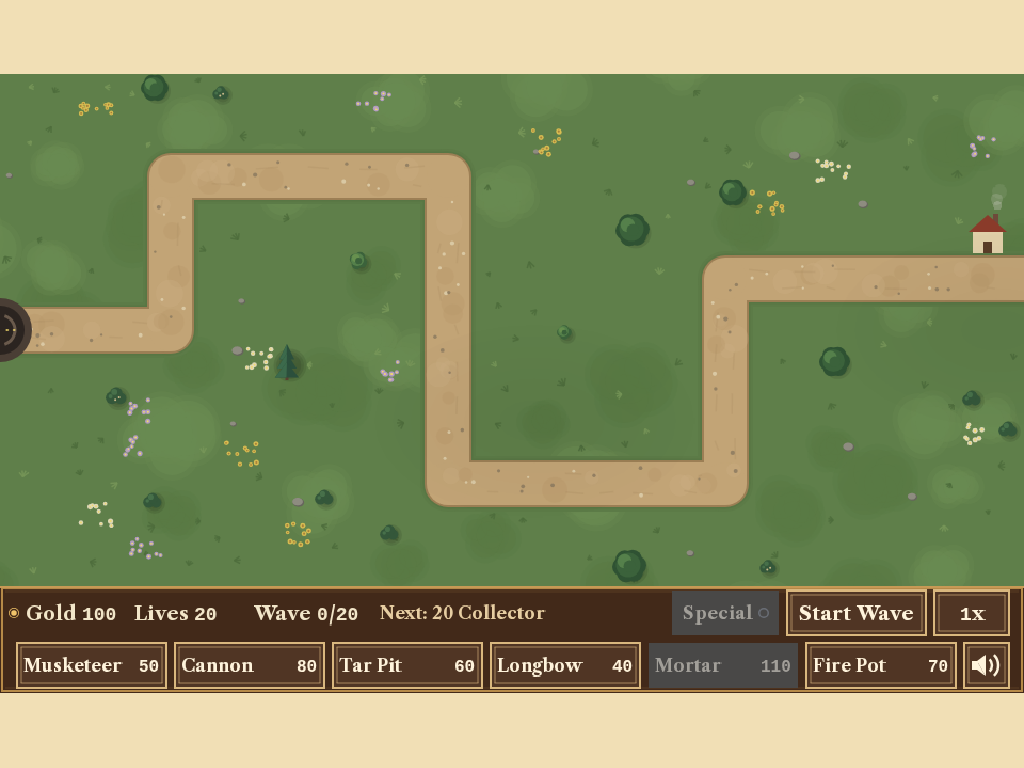 Gold 100 Lives 20 Wave 0/20 Next: 20 Collector Special Start Wave 1x
Musketeer 50 Cannon 80 Tar Pit 60 Longbow 40 Mortar 110 Fire Pot 70